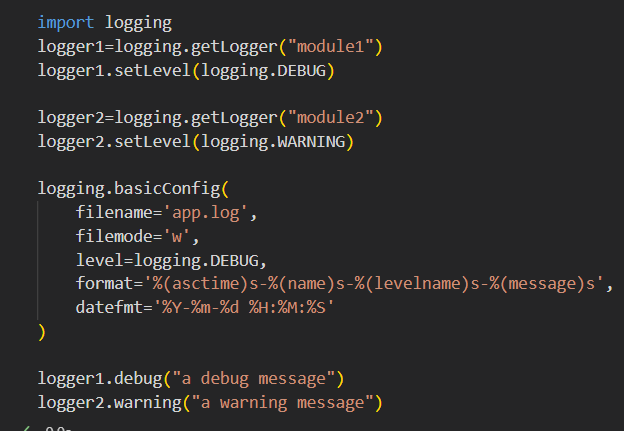 import logging
logger1=logging.getLogger("module1")
logger1.setLevel(logging.DEBUG)

logger2=logging.getLogger("module2")
logger2.setLevel(logging.WARNING)

logging.basicConfig(
    filename='app.log',
    filemode='w',
    level=logging.DEBUG,
    format='%(asctime)s-%(name)s-%(levelname)s-%(message)s',
    datefmt='%Y-%m-%d %H:%M:%S'
)

logger1.debug("a debug message")
logger2.warning("a warning message")